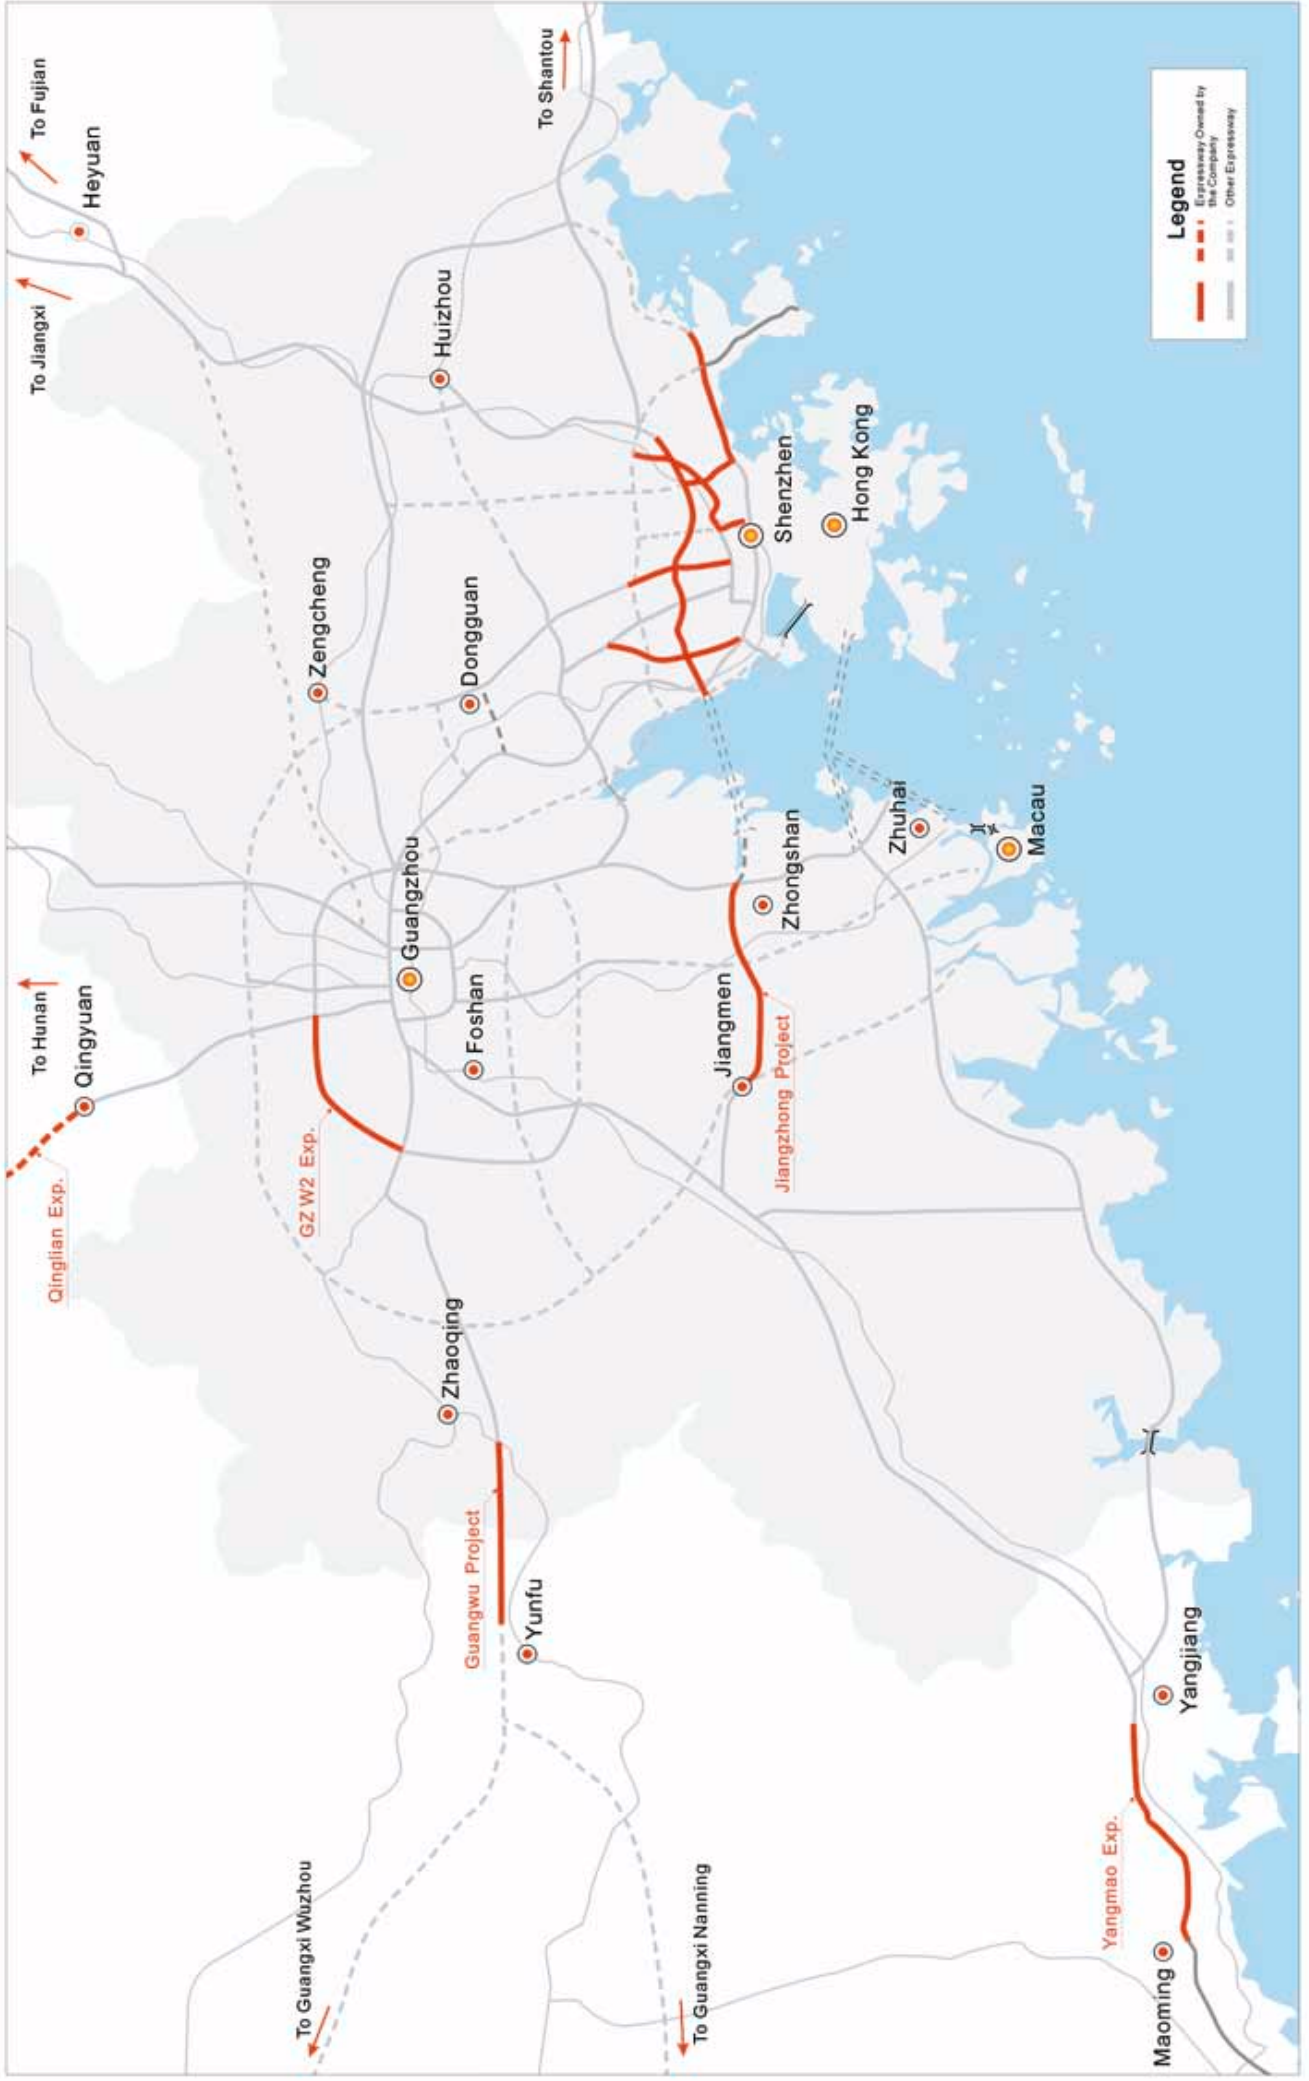 To Guangxi Wuzhou
To Guangxi Nanning
Maoming
Yangmao Exp.
Yangjiang
Yunfu
Guangwu Project
Zhaoqing
Qinglian Exp.
GZ W2 Exp.
Qingyuan
To Hunan
Foshan
Guangzhou
Jiangmen
Jiangzhong Project
Zhongshan
Zhuhai
Macau
Zengcheng
Dongguan
Shenzhen
Hong Kong
Huizhou
To Jiangxi
Heyuan
To Fujian
To Shantou
Legend
Expressway Owned by
the Company
Other Expressway